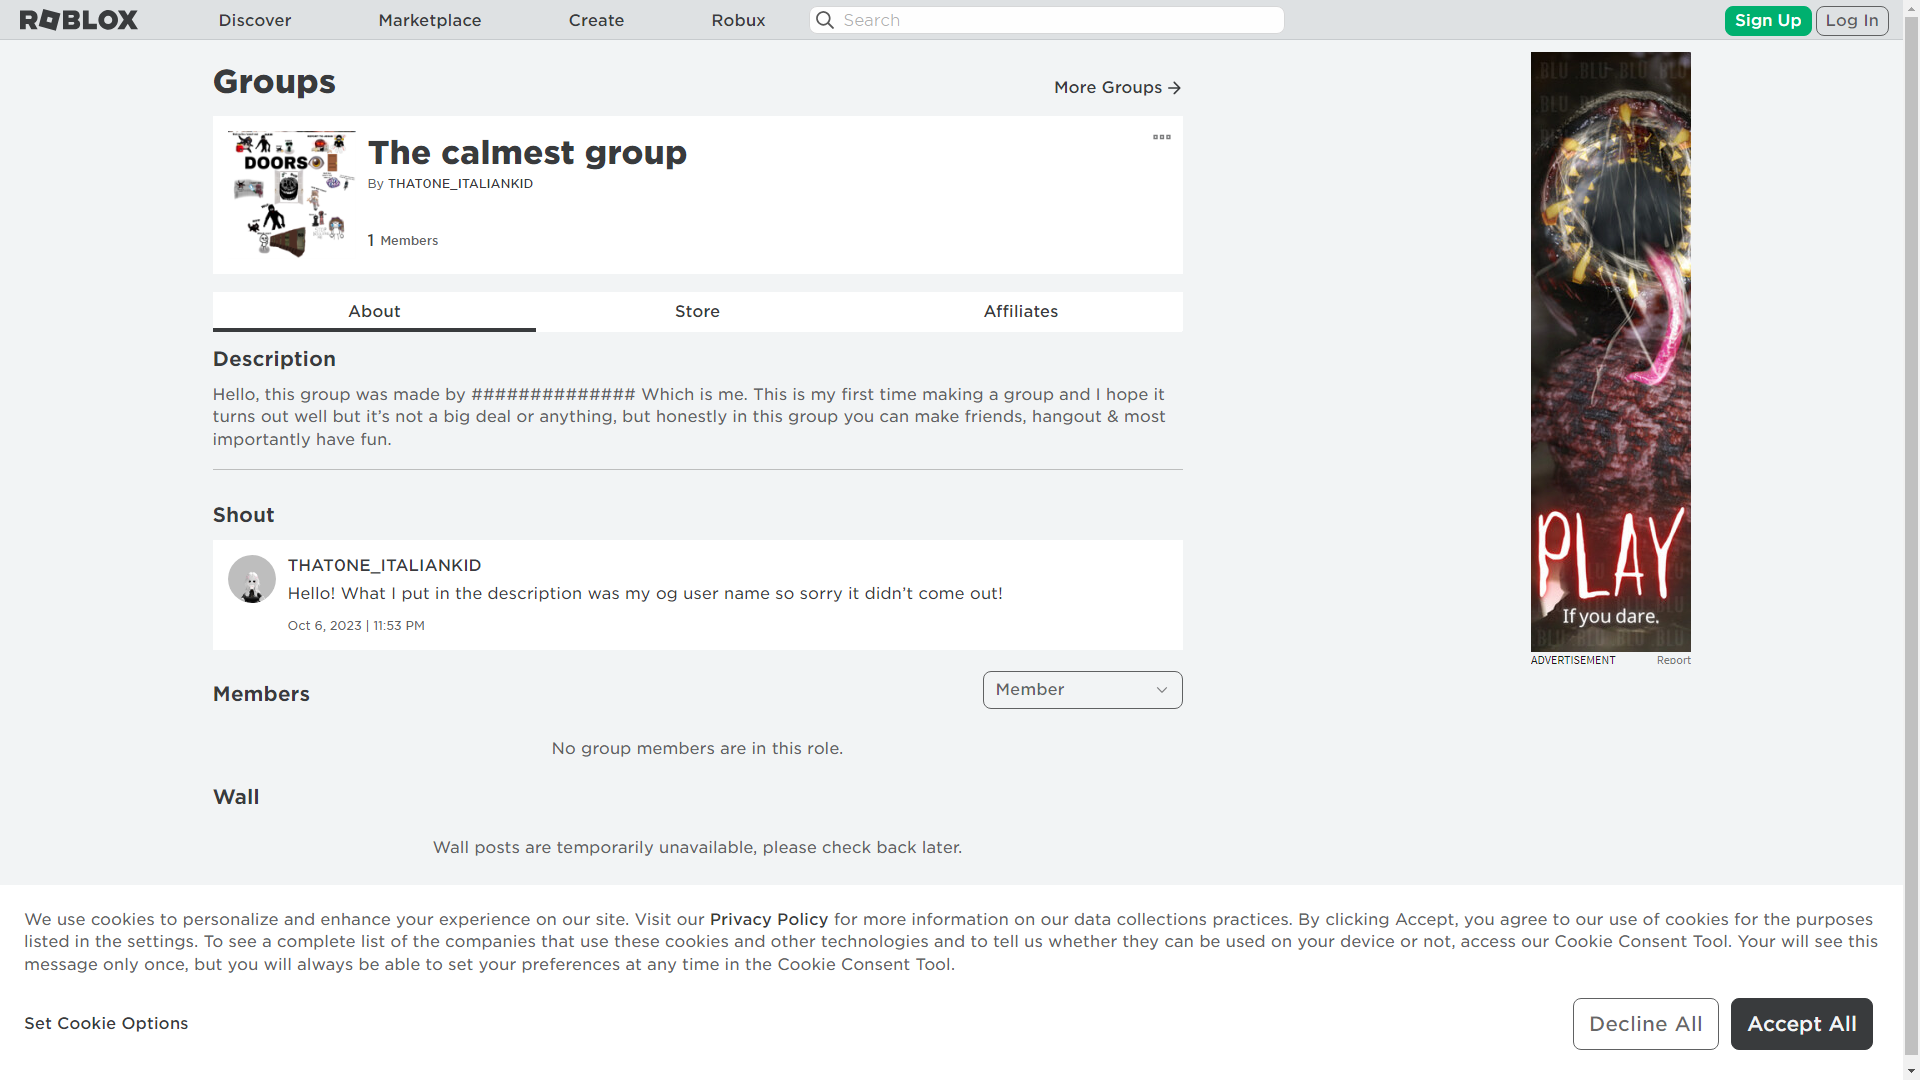 ROBLOX
Discover
Marketplace
Create
Robux
Search
Sign Up
Log In
Groups
More Groups
DOORS
The calmest group
By THAT0NE_ITALIANKID
1 Members
About
Store
Affiliates
Description
Hello, this group was made by ############## Which is me. This is my first time making a group and I hope it
turns out well but it’s not a big deal or anything, but honestly in this group you can make friends, hangout & most
importantly have fun.
Shout
THAT0NE_ITALIANKID
Hello! What I put in the description was my og user name so sorry it didn’t come out!
Oct 6, 2023 | 11:53 PM
Members
Member
No group members are in this role.
Wall
Wall posts are temporarily unavailable, please check back later.
PLAY
If you dare.
ADVERTISEMENT
Report
We use cookies to personalize and enhance your experience on our site. Visit our Privacy Policy for more information on our data collections practices. By clicking Accept, you agree to our use of cookies for the purposes
listed in the settings. To see a complete list of the companies that use these cookies and other technologies and to tell us whether they can be used on your device or not, access our Cookie Consent Tool. Your will see this
message only once, but you will always be able to set your preferences at any time in the Cookie Consent Tool.
Set Cookie Options
Decline All
Accept All